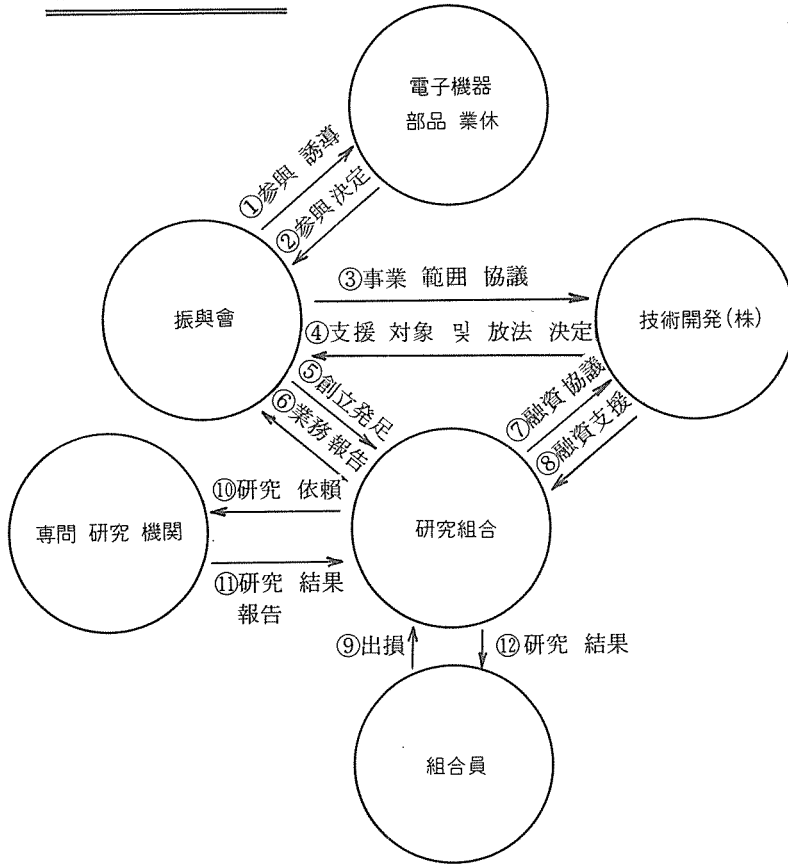 電子機器
部品 業休
①参與 誘導
②参與 決定
③事業 範囲 協議
振與會
技術開発(株)
④支援 対象 및 放法 決定
⑤創立発足
⑥業務報告
⑦融資協議
⑧融資支援
⑩研究 依頼
専問 研究 機関
研究組合
⑪研究 結果
報告
⑨出損
⑫研究 結果
組合員